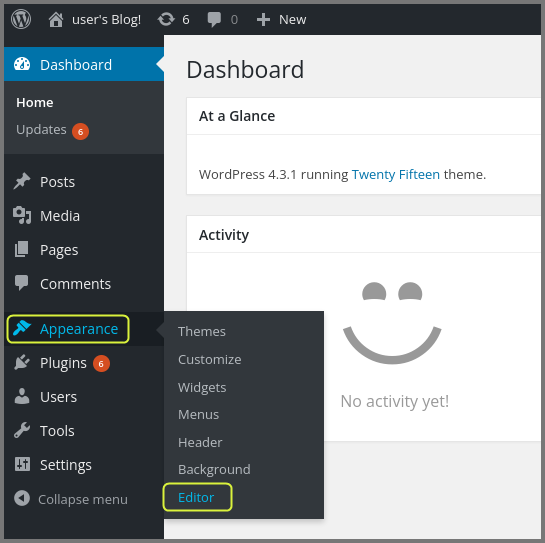 user's Blog! 6 0 New
Dashboard
Home
Updates 6
Posts
Media
Pages
Comments
Appearance
Plugins 6
Users
Tools
Settings
Collapse menu
Themes
Customize
Widgets
Menus
Header
Background
Editor
Dashboard
At a Glance
WordPress 4.3.1 running Twenty Fifteen theme.
Activity
No activity yet!